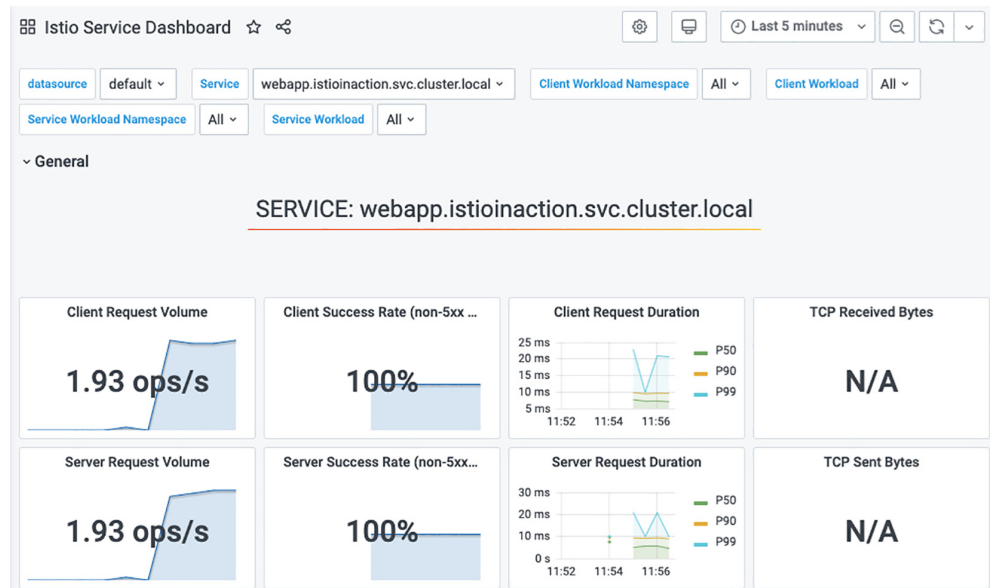 Istio Service Dashboard
Last 5 minutes
datasource default Service webapp.istioinaction.svc.cluster.local Client Workload Namespace All Client Workload All
Service Workload Namespace All Service Workload All
General
SERVICE: webapp.istioinaction.svc.cluster.local
Client Request Volume
1.93 ops/s
Client Success Rate (non-5xx ...
100%
Client Request Duration
25 ms
20 ms
15 ms
10 ms
5 ms
11:52 11:54 11:56
P50
P90
P99
TCP Received Bytes
N/A
Server Request Volume
1.93 ops/s
Server Success Rate (non-5xx...
100%
Server Request Duration
30 ms
20 ms
10 ms
0 s
11:52 11:54 11:56
P50
P90
P99
TCP Sent Bytes
N/A